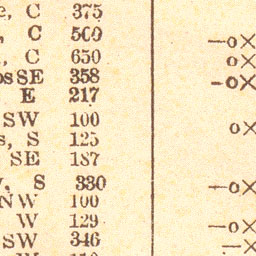 e, C 375
, C 500 —o×
, C 650 o×
os SE 358 —o×
E 217
SW 100 o×
s, S 125
SE 187
y, S 330 —o×
NW 100
W 129 —o×
SW 346 —×